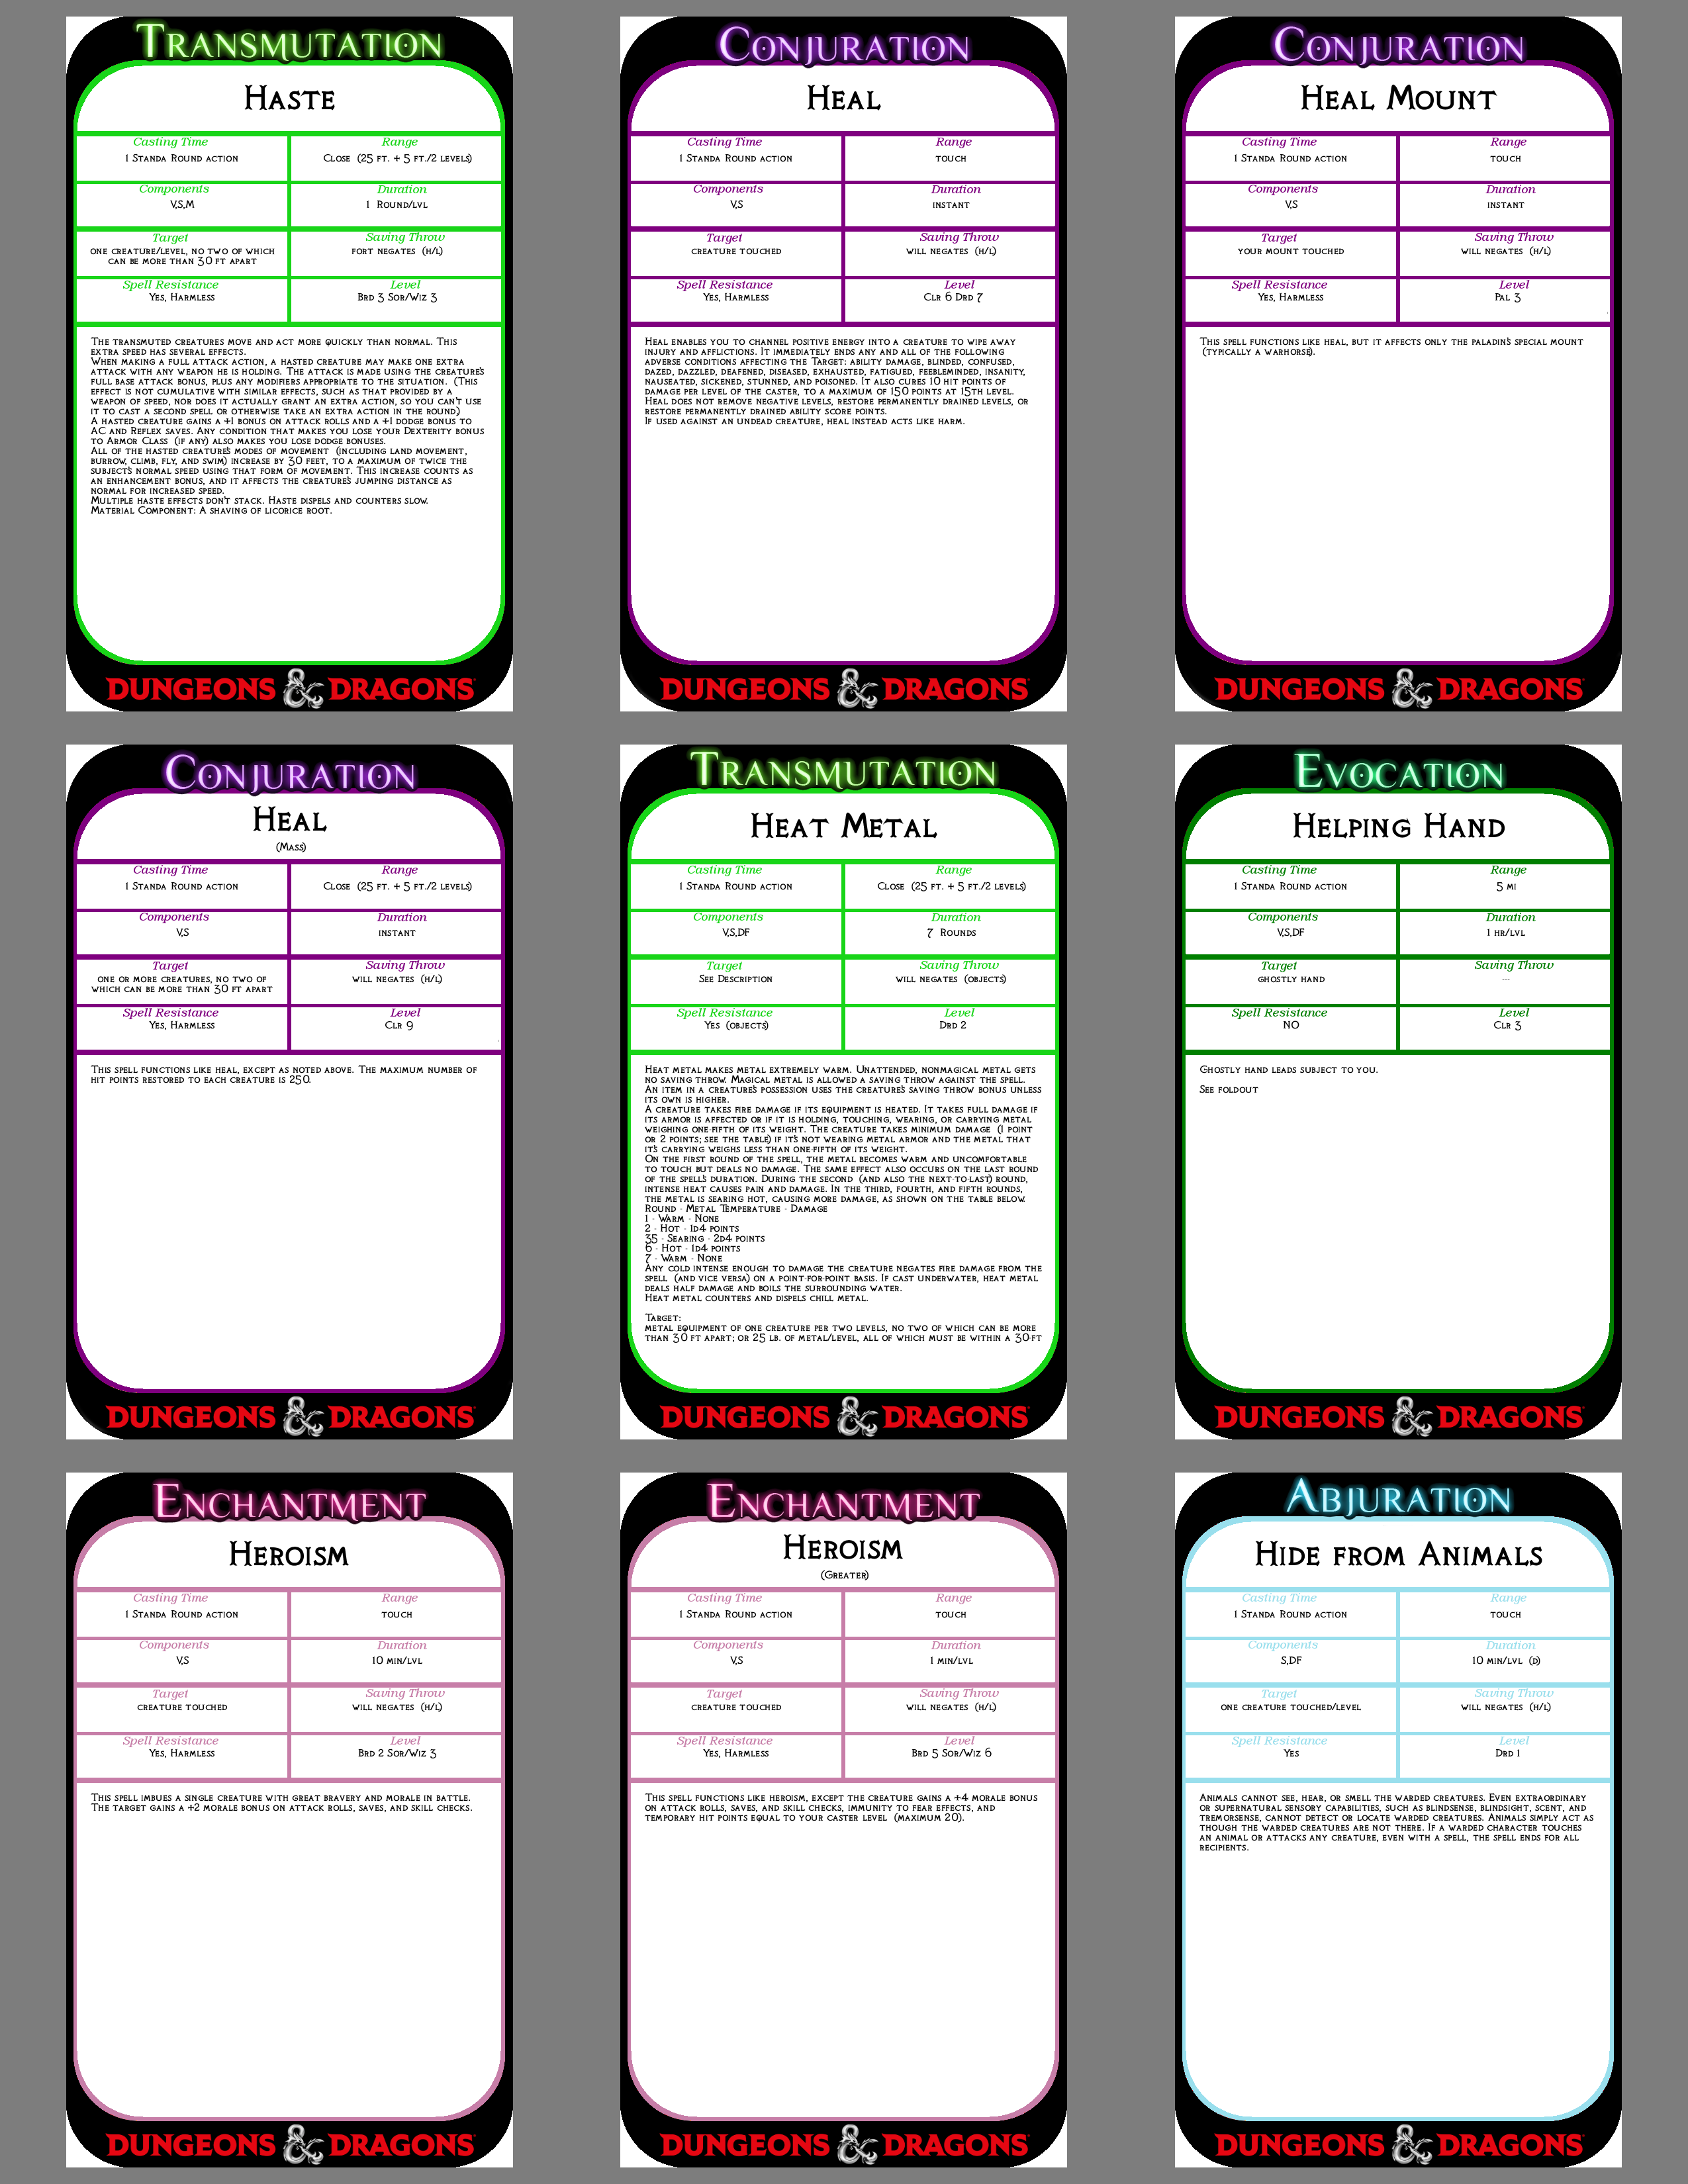 Transmutation
Haste
Casting Time
Range
1 Standa Round action
Close (25 ft. + 5 ft./2 levels)
Components
Duration
V,S,M
1 Round/lvl
Target
Saving Throw
one creature/level, no two of which
can be more than 30 ft apart
fort negates (h/l)
Spell Resistance
Level
Yes, Harmless
Brd 3 Sor/Wiz 3
The transmuted creatures move and act more quickly than normal. This
extra speed has several effects.
When making a full attack action, a hasted creature may make one extra
attack with any weapon he is holding. The attack is made using the creature's
full base attack bonus, plus any modifiers appropriate to the situation. (This
effect is not cumulative with similar effects, such as that provided by a
weapon of speed, nor does it actually grant an extra action, so you can't use
it to cast a second spell or otherwise take an extra action in the round)
A hasted creature gains a +1 bonus on attack rolls and a +1 dodge bonus to
AC and Reflex saves. Any condition that makes you lose your Dexterity bonus
to Armor Class (if any) also makes you lose dodge bonuses.
All of the hasted creature's modes of movement (including land movement,
burrow, climb, fly, and swim) increase by 30 feet, to a maximum of twice the
subject's normal speed using that form of movement. This increase counts as
an enhancement bonus, and it affects the creature's jumping distance as
normal for increased speed.
Multiple haste effects don't stack. Haste dispels and counters slow.
Material Component: A shaving of licorice root.
DUNGEONS & DRAGONS
Conjuration
Heal
Casting Time
Range
1 Standa Round action
touch
Components
Duration
V,S
instant
Target
Saving Throw
creature touched
will negates (h/l)
Spell Resistance
Level
Yes, Harmless
Clr 6 Drd 7
Heal enables you to channel positive energy into a creature to wipe away
injury and afflictions. It immediately ends any and all of the following
adverse conditions affecting the Target: ability damage, blinded, confused,
dazed, dazzled, deafened, diseased, exhausted, fatigued, feebleminded, insanity,
nauseated, sickened, stunned, and poisoned. It also cures 10 hit points of
damage per level of the caster, to a maximum of 150 points at 15th level.
Heal does not remove negative levels, restore permanently drained levels, or
restore permanently drained ability score points.
If used against an undead creature, heal instead acts like harm.
DUNGEONS & DRAGONS
Conjuration
Heal Mount
Casting Time
Range
1 Standa Round action
touch
Components
Duration
V,S
instant
Target
Saving Throw
your mount touched
will negates (h/l)
Spell Resistance
Level
Yes, Harmless
Pal 3
This spell functions like heal, but it affects only the paladin's special mount
(typically a warhorse).
DUNGEONS & DRAGONS
Conjuration
Heal
(Mass)
Casting Time
Range
1 Standa Round action
Close (25 ft. + 5 ft./2 levels)
Components
Duration
V,S
instant
Target
Saving Throw
one or more creatures, no two of
which can be more than 30 ft apart
will negates (h/l)
Spell Resistance
Level
Yes, Harmless
Clr 9
This spell functions like heal, except as noted above. The maximum number of
hit points restored to each creature is 250.
DUNGEONS & DRAGONS
Transmutation
Heat Metal
Casting Time
Range
1 Standa Round action
Close (25 ft. + 5 ft./2 levels)
Components
Duration
V,S,DF
7 Rounds
Target
Saving Throw
See Description
will negates (objects)
Spell Resistance
Level
Yes (objects)
Drd 2
Heat metal makes metal extremely warm. Unattended, nonmagical metal gets
no saving throw. Magical metal is allowed a saving throw against the spell.
An item in a creature's possession uses the creature's saving throw bonus unless
its own is higher.
A creature takes fire damage if its equipment is heated. It takes full damage if
its armor is affected or if it is holding, touching, wearing, or carrying metal
weighing one-fifth of its weight. The creature takes minimum damage (1 point
or 2 points; see the table) if it's not wearing metal armor and the metal that
it's carrying weighs less than one-fifth of its weight.
On the first round of the spell, the metal becomes warm and uncomfortable
to touch but deals no damage. The same effect also occurs on the last round
of the spell's duration. During the second (and also the next-to-last) round,
intense heat causes pain and damage. In the third, fourth, and fifth rounds,
the metal is searing hot, causing more damage, as shown on the table below.
Round - Metal Temperature - Damage
1 - Warm - None
2 - Hot - 1d4 points
35 - Searing - 2d4 points
6 - Hot - 1d4 points
7 - Warm - None
Any cold intense enough to damage the creature negates fire damage from the
spell (and vice versa) on a point-for-point basis. If cast underwater, heat metal
deals half damage and boils the surrounding water.
Heat metal counters and dispels chill metal.
Target:
metal equipment of one creature per two levels, no two of which can be more
than 30 ft apart; or 25 lb. of metal/level, all of which must be within a 30-ft
DUNGEONS & DRAGONS
Evocation
Helping Hand
Casting Time
Range
1 Standa Round action
5 mi
Components
Duration
V,S,DF
1 hr/lvl
Target
Saving Throw
ghostly hand
---
Spell Resistance
Level
NO
Clr 3
Ghostly hand leads subject to you.
See foldout
DUNGEONS & DRAGONS
Enchantment
Heroism
Casting Time
Range
1 Standa Round action
touch
Components
Duration
V,S
10 min/lvl
Target
Saving Throw
creature touched
will negates (h/l)
Spell Resistance
Level
Yes, Harmless
Brd 2 Sor/Wiz 3
This spell imbues a single creature with great bravery and morale in battle.
The target gains a +2 morale bonus on attack rolls, saves, and skill checks.
DUNGEONS & DRAGONS
Enchantment
Heroism
(Greater)
Casting Time
Range
1 Standa Round action
touch
Components
Duration
V,S
1 min/lvl
Target
Saving Throw
creature touched
will negates (h/l)
Spell Resistance
Level
Yes, Harmless
Brd 5 Sor/Wiz 6
This spell functions like heroism, except the creature gains a +4 morale bonus
on attack rolls, saves, and skill checks, immunity to fear effects, and
temporary hit points equal to your caster level (maximum 20).
DUNGEONS & DRAGONS
Abjuration
Hide from Animals
Casting Time
Range
1 Standa Round action
touch
Components
Duration
S,DF
10 min/lvl (d)
Target
Saving Throw
one creature touched/level
will negates (h/l)
Spell Resistance
Level
Yes
Drd 1
Animals cannot see, hear, or smell the warded creatures. Even extraordinary
or supernatural sensory capabilities, such as blindsense, blindsight, scent, and
tremorsense, cannot detect or locate warded creatures. Animals simply act as
though the warded creatures are not there. If a warded character touches
an animal or attacks any creature, even with a spell, the spell ends for all
recipients.
DUNGEONS & DRAGONS